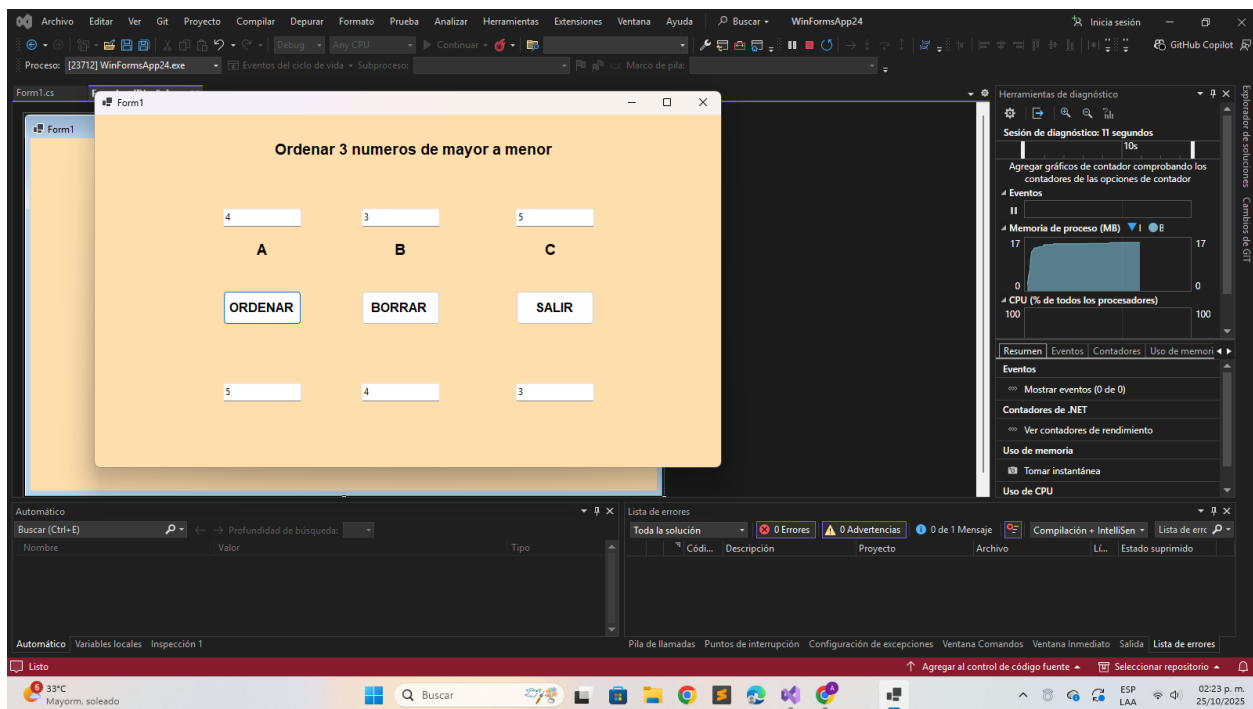 Archivo Editar Ver Git Proyecto Compilar Depurar Formato Prueba Analizar Herramientas Extensiones Ventana Ayuda Buscar WinFormsApp24 Inicia sesión
Debug Any CPU Continuar GitHub Copilot
Proceso: [23712] WinFormsApp24.exe Eventos del ciclo de vida Subproceso: Marco de pila:
Form1.cs
Form1
Form1
Ordenar 3 numeros de mayor a menor
4 3 5
A B C
ORDENAR BORRAR SALIR
5 4 3
Herramientas de diagnóstico
Sesión de diagnóstico: 11 segundos
10s
Agregar gráficos de contador comprobando los
contadores de las opciones de contador
Eventos
Memoria de proceso (MB)
17 17
0 0
CPU (% de todos los procesadores)
100 100
Resumen Eventos Contadores Uso de memori
Eventos
Mostrar eventos (0 de 0)
Contadores de .NET
Ver contadores de rendimiento
Uso de memoria
Tomar instantánea
Uso de CPU
Explorador de soluciones
Cambios de GIT
Automático
Buscar (Ctrl+E) Profundidad de búsqueda:
Nombre Valor Tipo
Automático Variables locales Inspección 1
Lista de errores
Toda la solución 0 Errores 0 Advertencias 0 de 1 Mensaje Compilación + IntelliSen Lista de errc
Códi... Descripción Proyecto Archivo Lí... Estado suprimido
Pila de llamadas Puntos de interrupción Configuración de excepciones Ventana Comandos Ventana Inmediato Salida Lista de errores
Listo Agregar al control de código fuente Seleccionar repositorio
6 33°C
Mayorm. soleado
Buscar
ESP
LAA
02:23 p. m.
25/10/2025